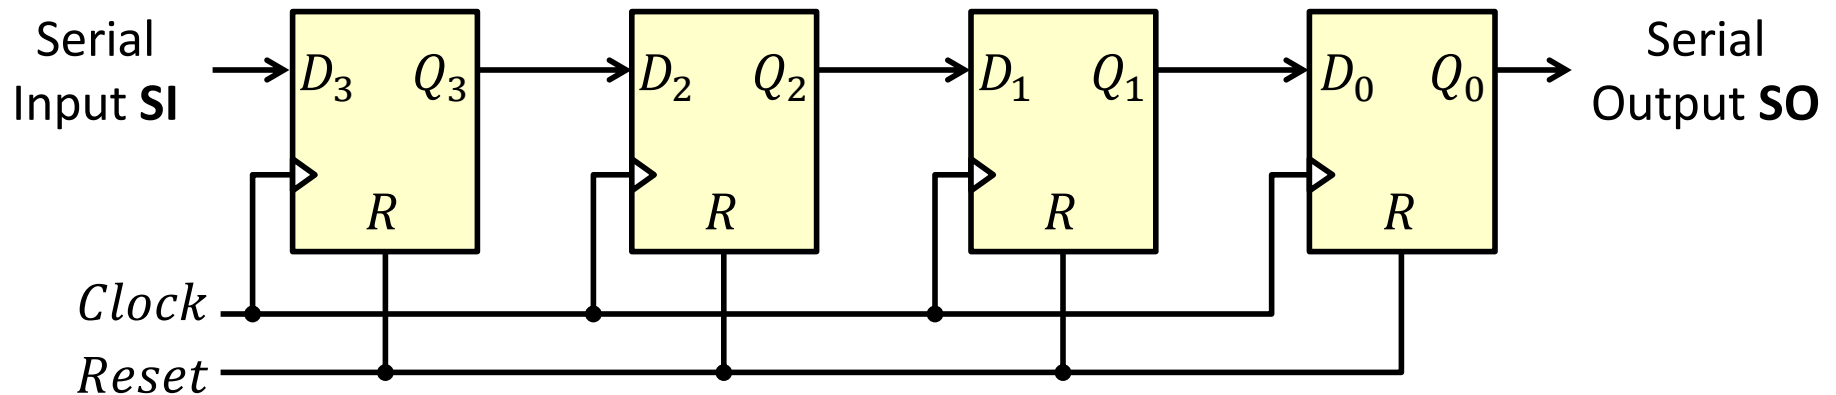 Serial
Input SI
D₃ Q₃
R
D₂ Q₂
R
D₁ Q₁
R
D₀ Q₀
R
Serial
Output SO
Clock
Reset